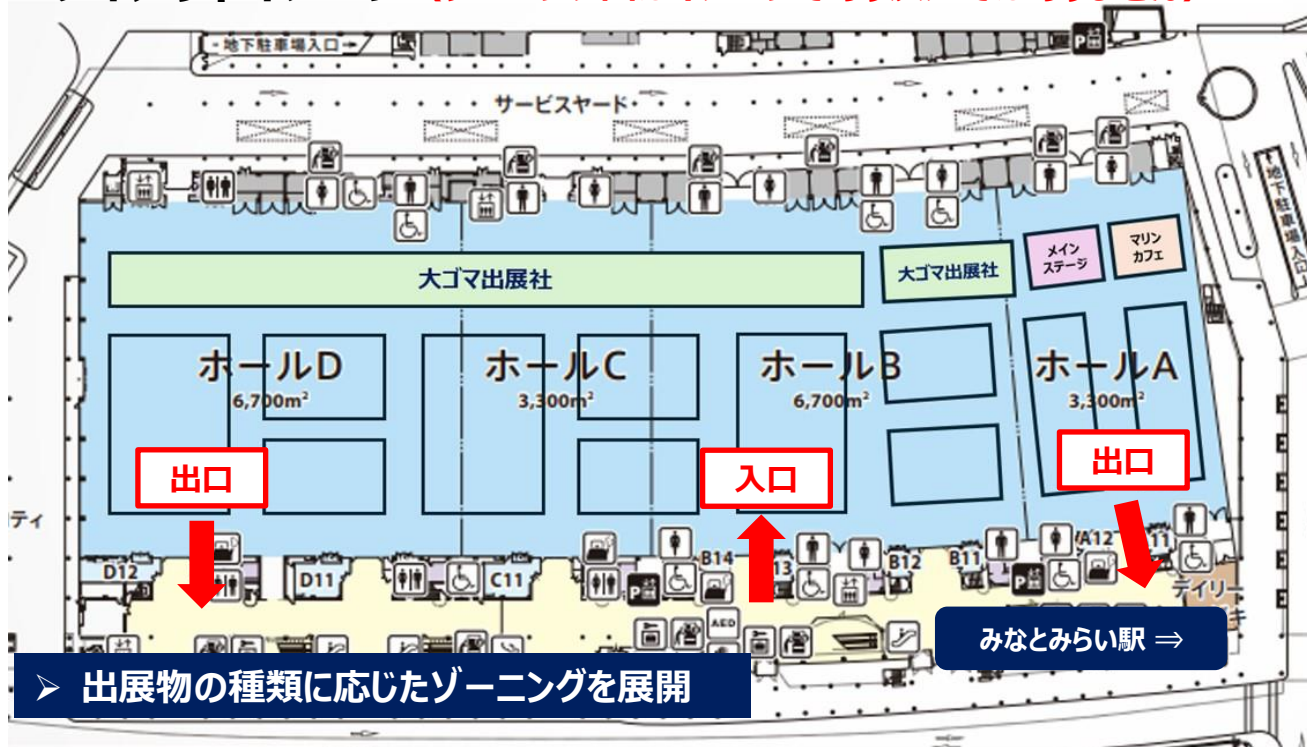 地下駐車場入口→
サービスヤード
地下駐車場入口
大ゴマ出展社
大ゴマ出展社
メイン
ステージ
マリン
カフェ
ホールD
6,700m²
ホールC
3,300m²
ホールB
6,700m²
ホールA
3,300m²
出口
入口
出口
ティ
D12
D11
C11
B14
13
B12
B11
A12
11
P
P
P
AED
デイリー
キ
みなとみらい駅 ⇒
➢ 出展物の種類に応じたゾーニングを展開